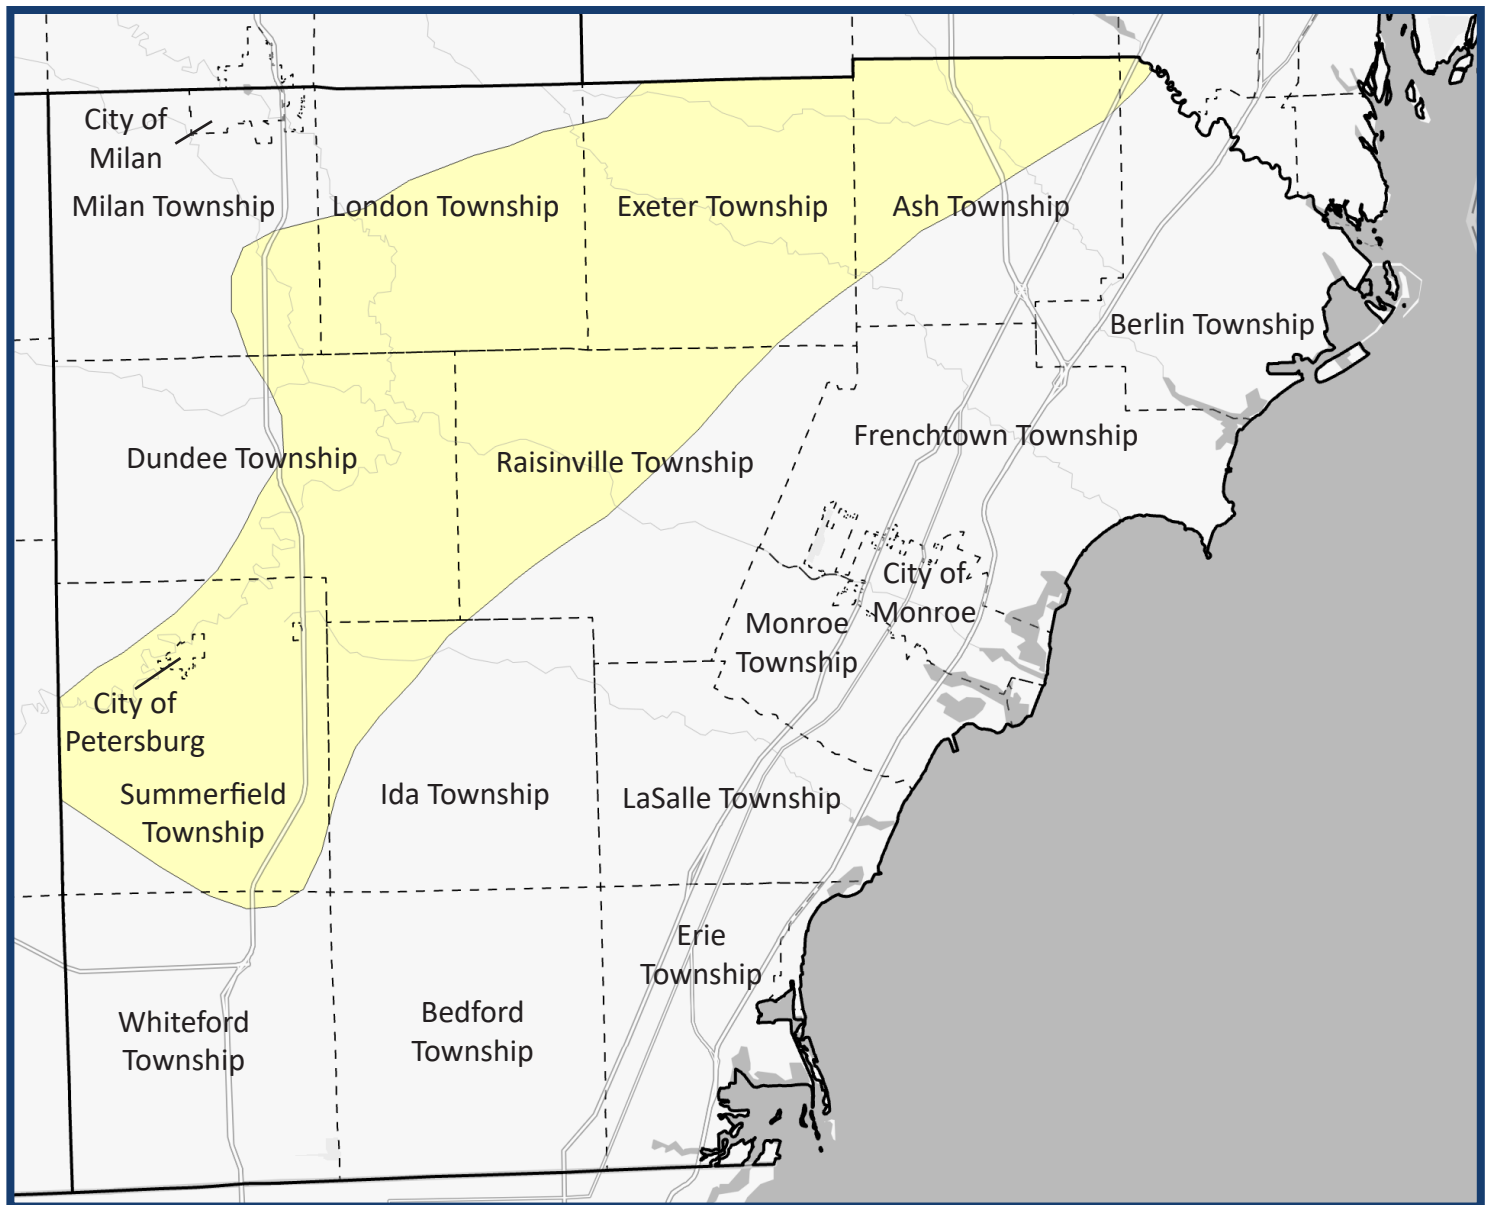 City of
Milan
Milan Township
London Township
Exeter Township
Ash Township
Berlin Township
Dundee Township
Raisinville Township
Frenchtown Township
City of
Monroe
Monroe
Township
City of
Petersburg
Summerfield
Township
Ida Township
LaSalle Township
Erie
Township
Whiteford
Township
Bedford
Township